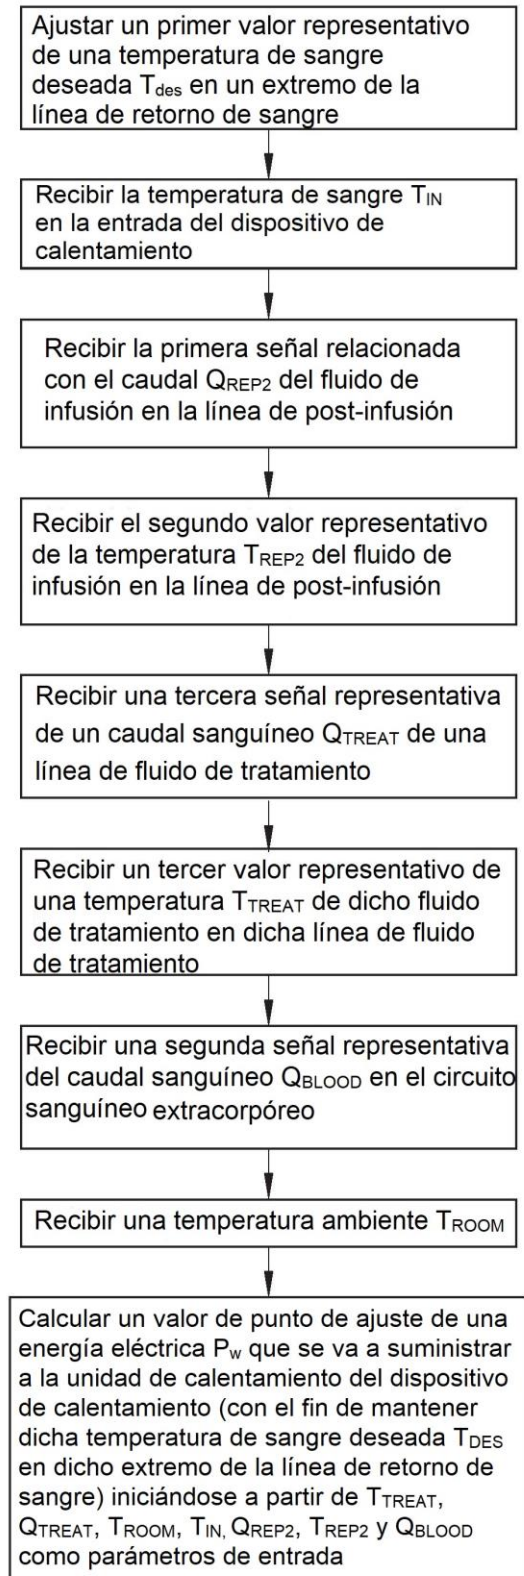 Ajustar un primer valor representativo
de una temperatura de sangre
deseada Tdes en un extremo de la
línea de retorno de sangre
Recibir la temperatura de sangre TIN
en la entrada del dispositivo de
calentamiento
Recibir la primera señal relacionada
con el caudal QREP2 del fluido de
infusión en la línea de post-infusión
Recibir el segundo valor representativo
de la temperatura TREP2 del fluido de
infusión en la línea de post-infusión
Recibir una tercera señal representativa
de un caudal sanguíneo QTREAT de una
línea de fluido de tratamiento
Recibir un tercer valor representativo de
una temperatura TTREAT de dicho fluido
de tratamiento en dicha línea de fluido
de tratamiento
Recibir una segunda señal representativa
del caudal sanguíneo QBLOOD en el circuito
sanguíneo extracorpóreo
Recibir una temperatura ambiente TROOM
Calcular un valor de punto de ajuste de una
energía eléctrica Pw que se va a suministrar
a la unidad de calentamiento del dispositivo
de calentamiento (con el fin de mantener
dicha temperatura de sangre deseada TDES
en dicho extremo de la línea de retorno de
sangre) iniciándose a partir de TTREAT,
QTREAT, TROOM, TIN, QREP2, TREP2 y QBLOOD
como parámetros de entrada